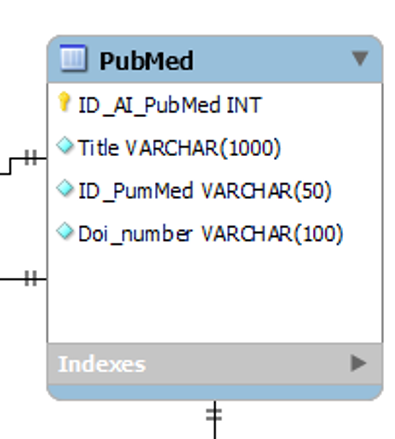 PubMed
ID_AI_PubMed INT
Title VARCHAR(1000)
ID_PumMed VARCHAR(50)
Doi_number VARCHAR(100)
Indexes